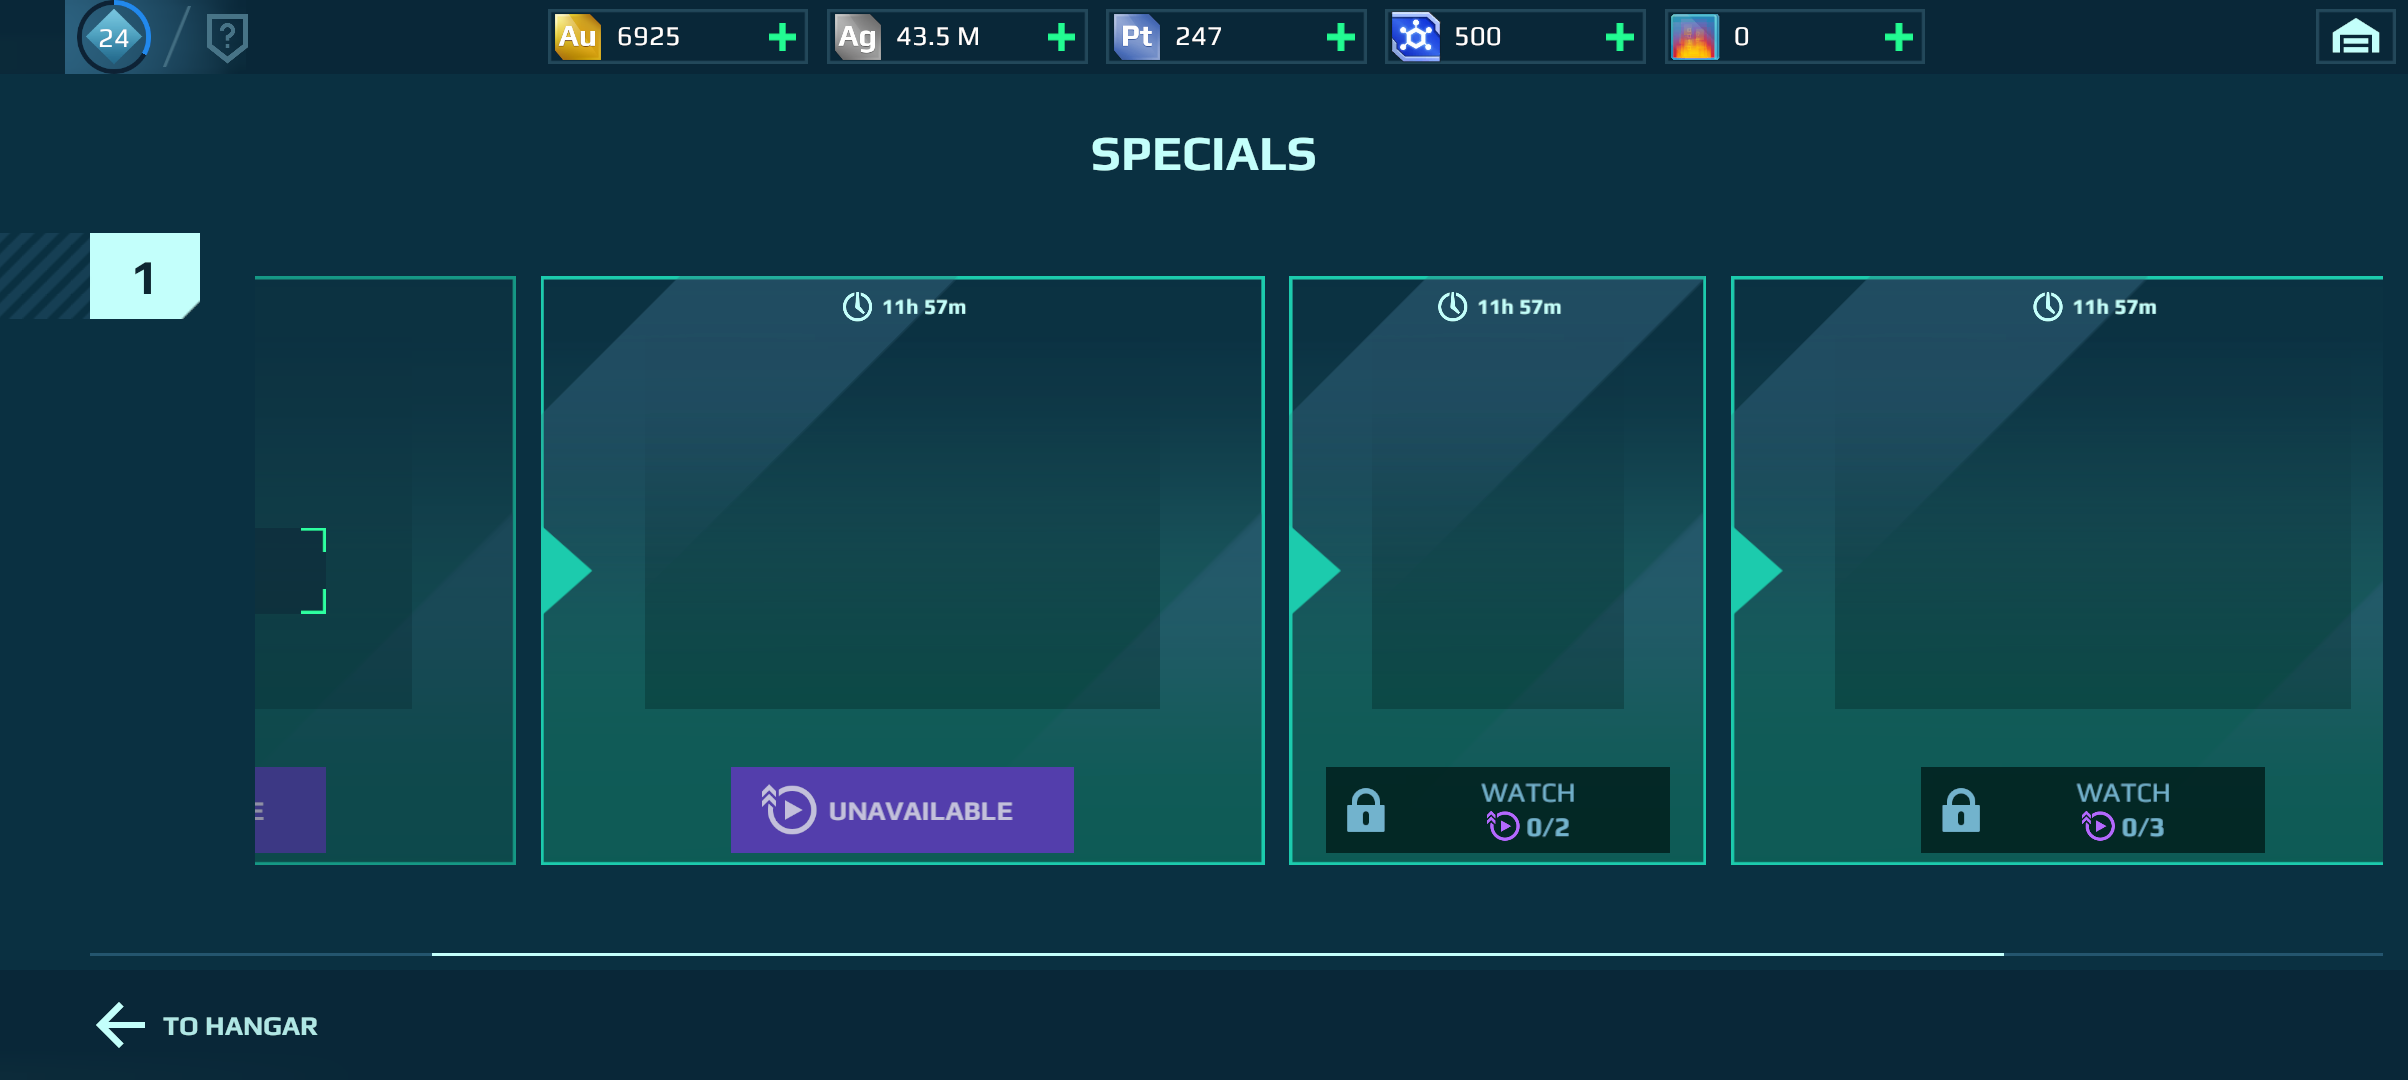 24
?
Au 6925
Ag 43.5 M
Pt 247
500
0
SPECIALS
1
11h 57m
11h 57m
11h 57m
E
UNAVAILABLE
WATCH
0/2
WATCH
0/3
TO HANGAR